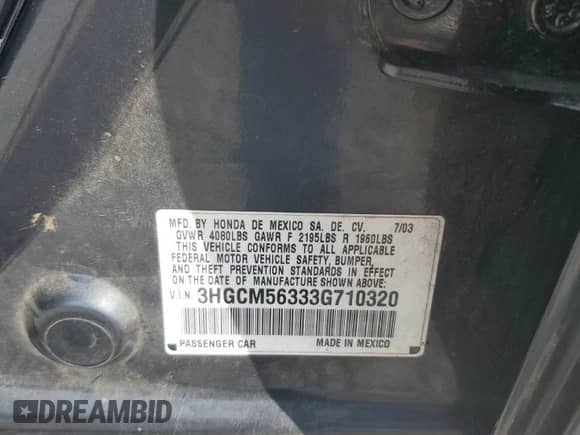 MFD. BY HONDA DE MEXICO SA. DE. CV. 7/03
GVWR 4080LBS GAWR F 2195LBS R 1960LBS
THIS VEHICLE CONFORMS TO ALL APPLICABLE
FEDERAL MOTOR VEHICLE SAFETY, BUMPER,
AND THEFT PREVENTION STANDARDS IN EFFECT
ON THE DATE OF MANUFACTURE SHOWN ABOVE:
V.I.N. 3HGCM56333G710320
PASSENGER CAR MADE IN MEXICO
DREAMBID